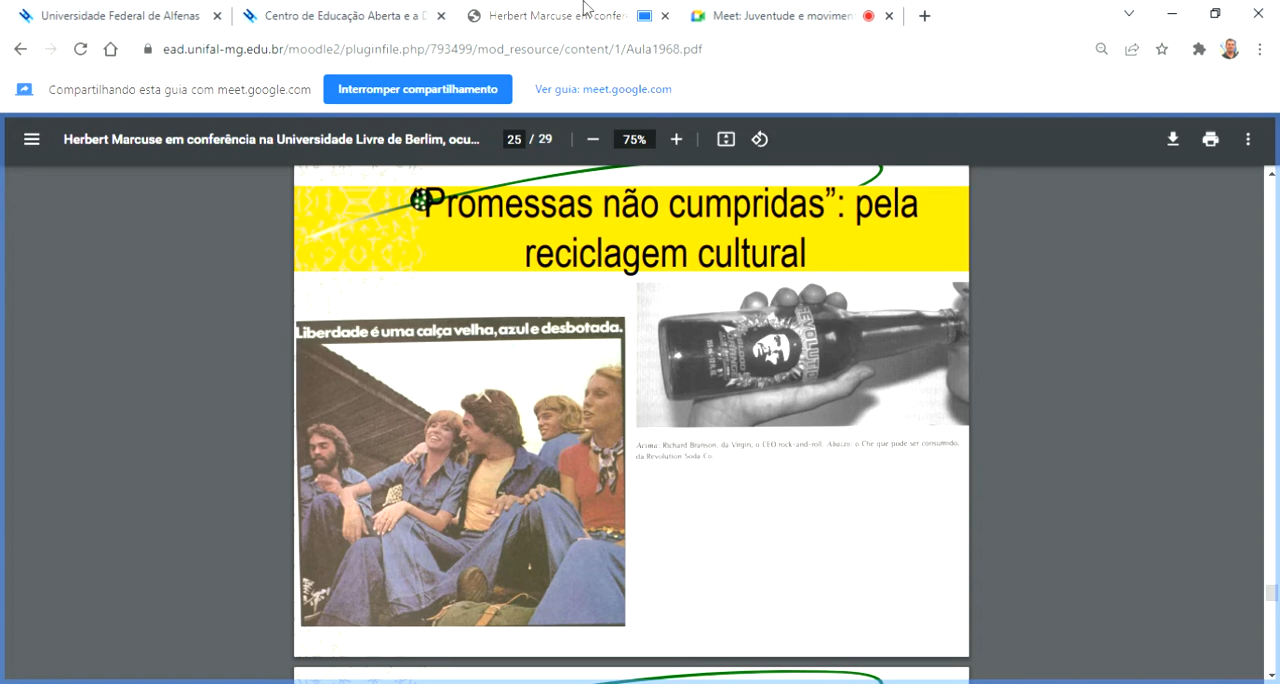 Universidade Federal de Alfenas
Centro de Educação Aberta e a D
Herbert Marcuse em confer
Meet: Juventude e movimen
ead.unifal-mg.edu.br/moodle2/pluginfile.php/793499/mod_resource/content/1/Aula1968.pdf
Compartilhando esta guia com meet.google.com
Interromper compartilhamento
Ver guia: meet.google.com
Herbert Marcuse em conferência na Universidade Livre de Berlim, ocu...
25 / 29
75%
“Promessas não cumpridas”: pela
reciclagem cultural
Liberdade é uma calça velha, azul e desbotada.
REVOLUTION
Acima: Richard Branson, da Virgin, o CEO rock-and-roll. Abaixo: o Che que pode ser consumido,
da Revolution Soda Co.